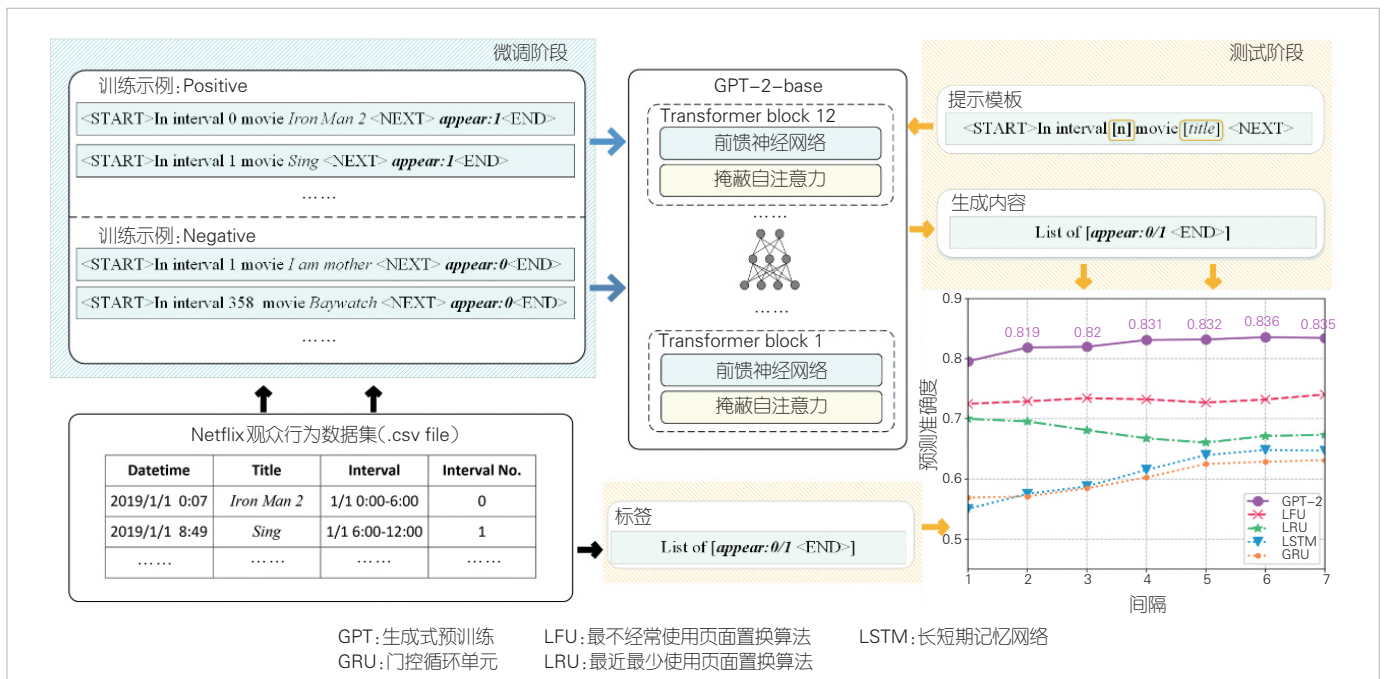 微调阶段
训练示例:Positive
<START>In interval 0 movie Iron Man 2 <NEXT> appear:1<END>
<START>In interval 1 movie Sing <NEXT> appear:1<END>
……
训练示例:Negative
<START>In interval 1 movie I am mother <NEXT> appear:0<END>
<START>In interval 358 movie Baywatch <NEXT> appear:0<END>
……
GPT-2-base
Transformer block 12
前馈神经网络
掩蔽自注意力
……
……
Transformer block 1
前馈神经网络
掩蔽自注意力
测试阶段
提示模板
<START>In interval [n] movie [title] <NEXT>
生成内容
List of [appear:0/1 <END>]
Netflix观众行为数据集(.csv file)
Datetime Title Interval Interval No.
2019/1/1 0:07 Iron Man 2 1/1 0:00-6:00 0
2019/1/1 8:49 Sing 1/1 6:00-12:00 1
…… …… …… ……
标签
List of [appear:0/1 <END>]
预测准确度
0.9
0.8
0.7
0.6
0.5
0.819 0.82 0.831 0.832 0.836 0.835
GPT-2
LFU
LRU
LSTM
GRU
1 2 3 4 5 6 7
间隔
GPT:生成式预训练 LFU:最不经常使用页面置换算法 LSTM:长短期记忆网络
GRU:门控循环单元 LRU:最近最少使用页面置换算法